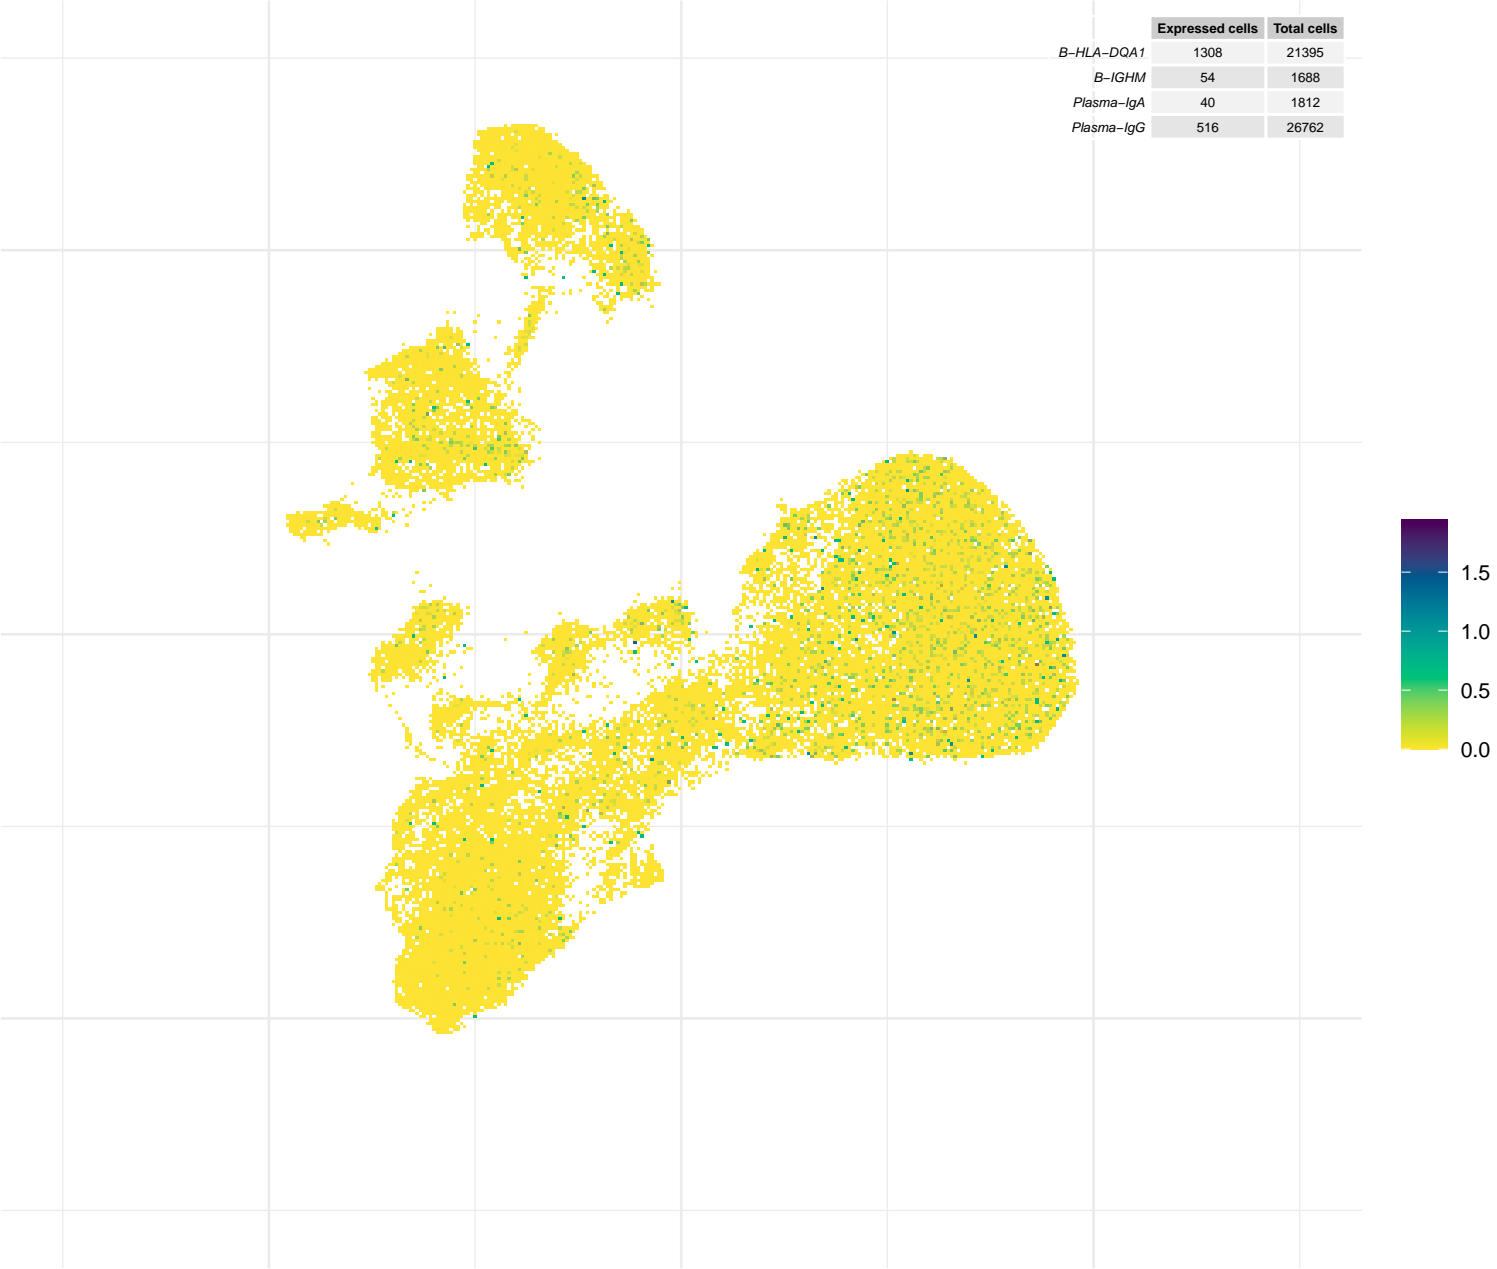 Expressed cells Total cells
B−HLA−DQA1 1308 21395
B−IGHM 54 1688
Plasma−IgA 40 1812
Plasma−IgG 516 26762
1.5
1.0
0.5
0.0